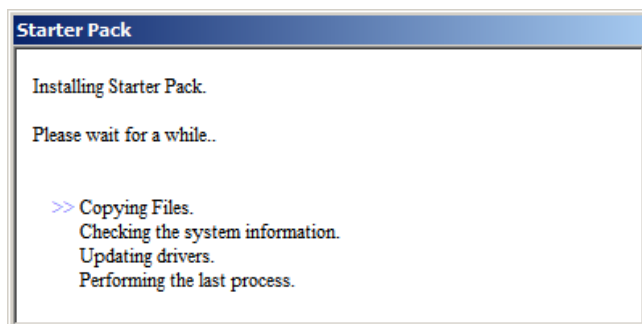 Starter Pack
Installing Starter Pack.
Please wait for a while..
>> Copying Files.
Checking the system information.
Updating drivers.
Performing the last process.